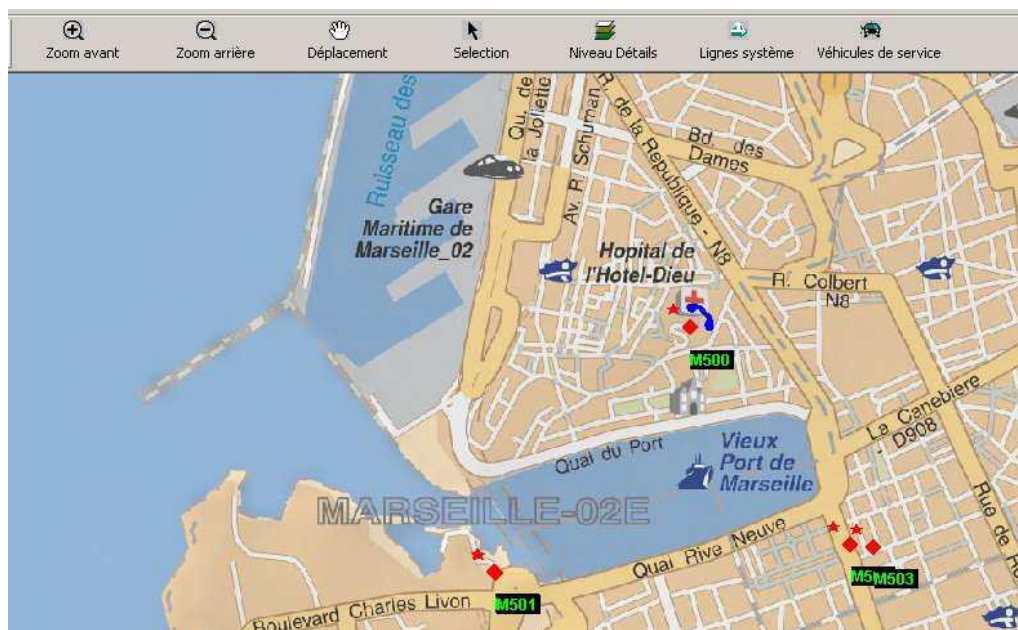 Zoom avant
Zoom arrière
Déplacement
Selection
Niveau Détails
Lignes système
Véhicules de service
Ruisseau des
Qu. de
la Joliette
Av. R. Schuman
R. de la Republique - N8
Bd. des
Dames
Gare
Maritime de
Marseille_02
Hopital de
l'Hotel-Dieu
R. Colbert
N8
M500
La Canebiere
D908
Quai du Port
Vieux
Port de
Marseille
MARSEILLE-02E
Rue de
Quai Rive Neuve
M503
M501
Boulevard Charles Livon